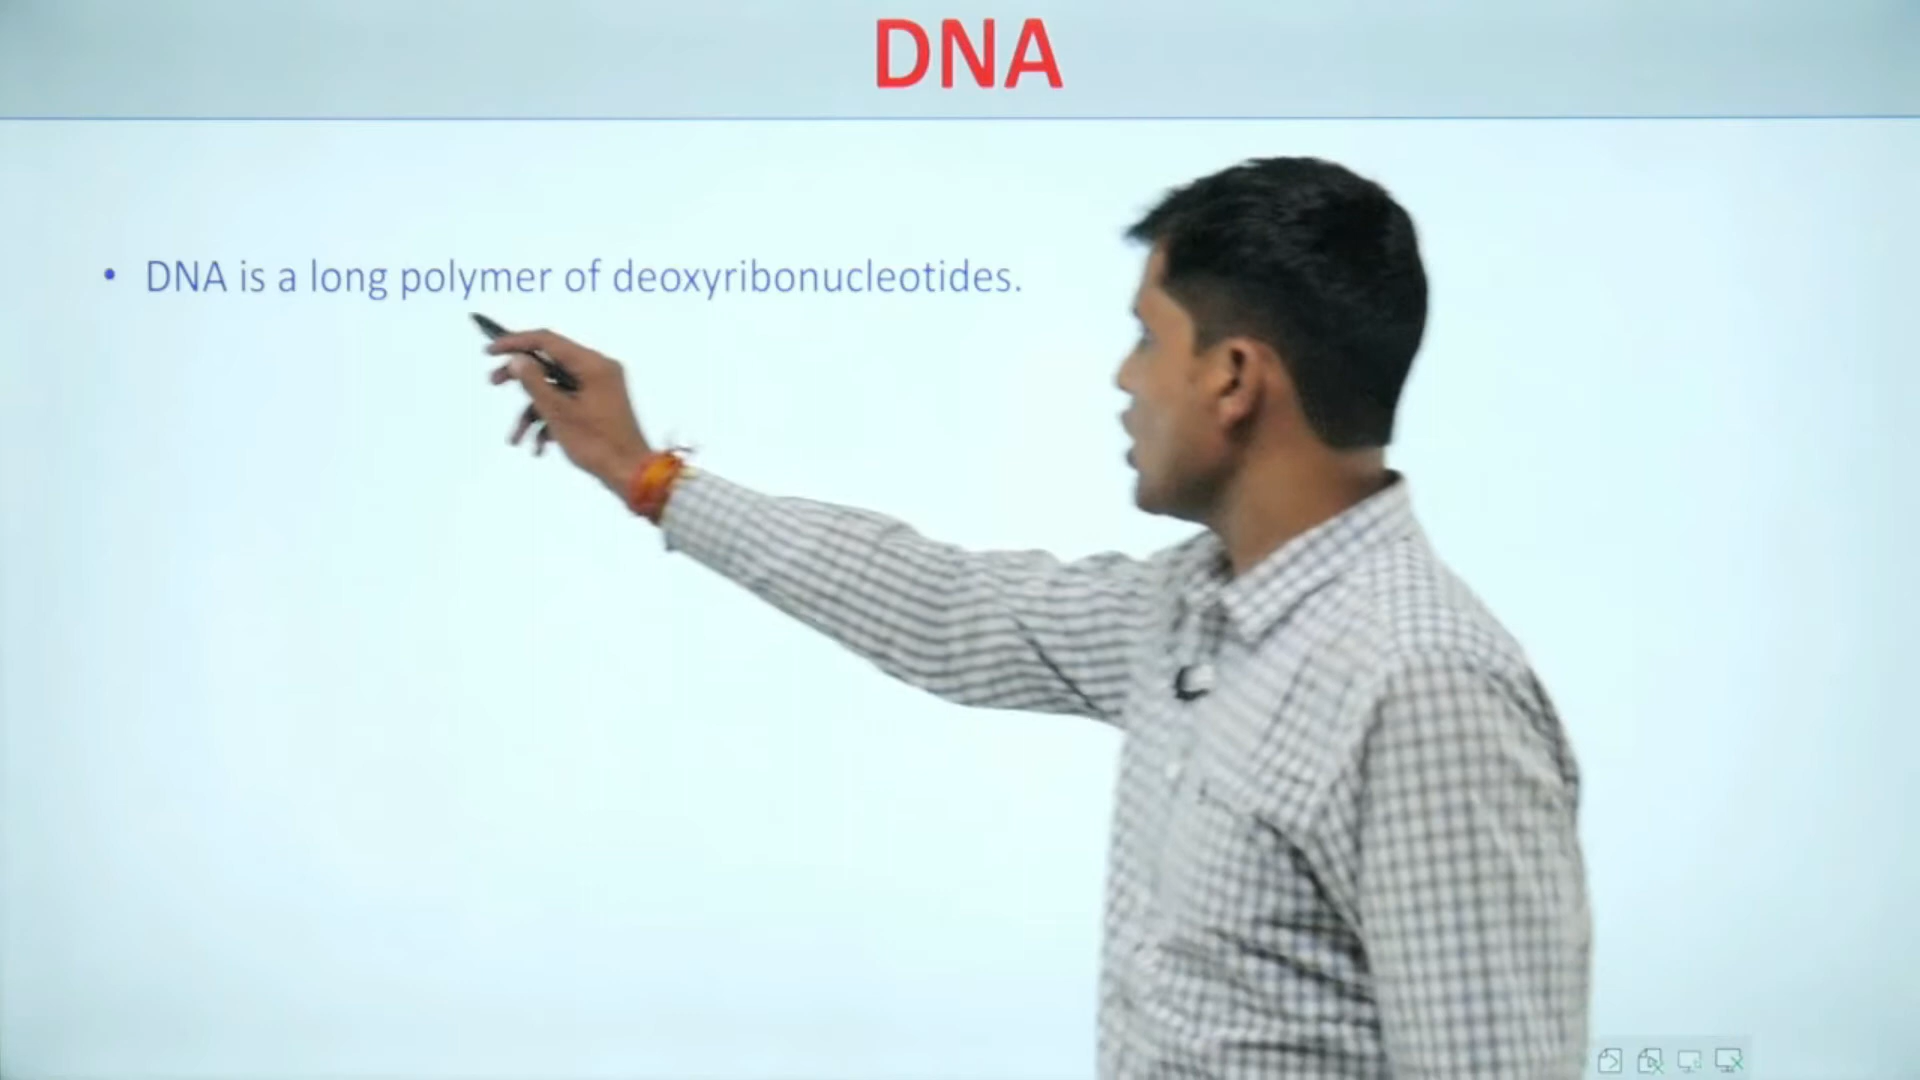 DNA
• DNA is a long polymer of deoxyribonucleotides.